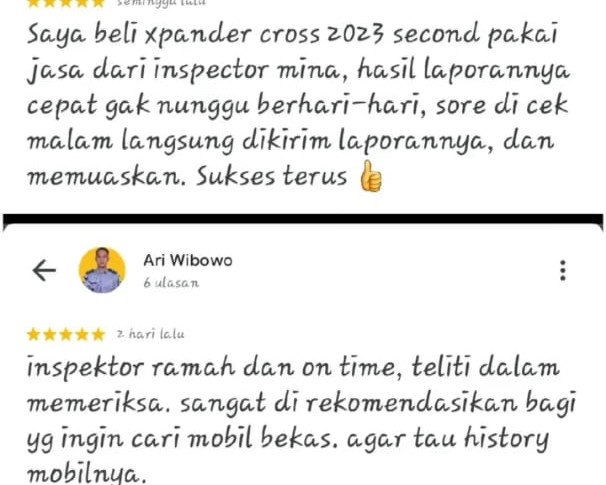 seminggu lalu
Saya beli xpander cross 2023 second pakai
jasa dari inspector mina, hasil laporannya
cepat gak nunggu berhari-hari, sore di cek
malam langsung dikirim laporannya, dan
memuaskan. Sukses terus 👍
Ari Wibowo
6 ulasan
2 hari lalu
inspektor ramah dan on time, teliti dalam
memeriksa. sangat di rekomendasikan bagi
yg ingin cari mobil bekas. agar tau history
mobilnya.